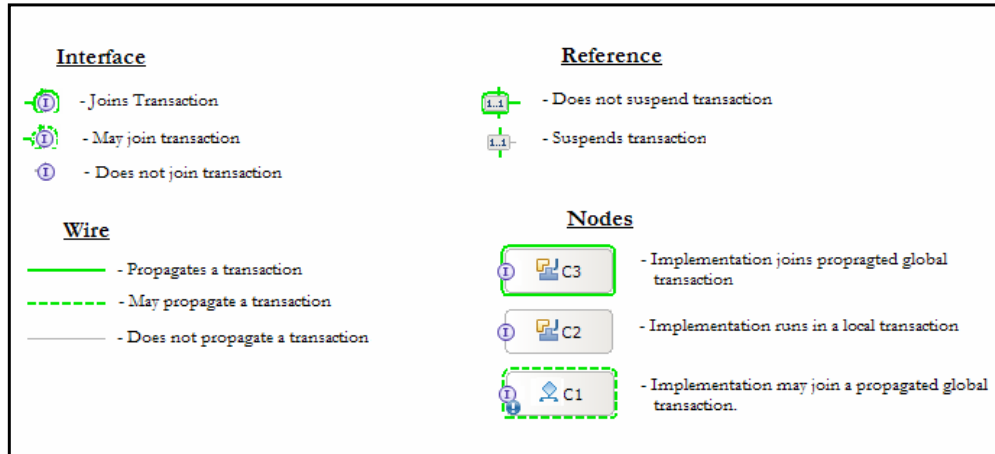 Interface
I - Joins Transaction
I - May join transaction
I - Does not join transaction
Reference
1..1 - Does not suspend transaction
1..1 - Suspends transaction
Wire
- Propagates a transaction
- May propagate a transaction
- Does not propagate a transaction
Nodes
I C3 - Implementation joins propragted global
transaction
I C2 - Implementation runs in a local transaction
I C1 - Implementation may join a propagated global
transaction.